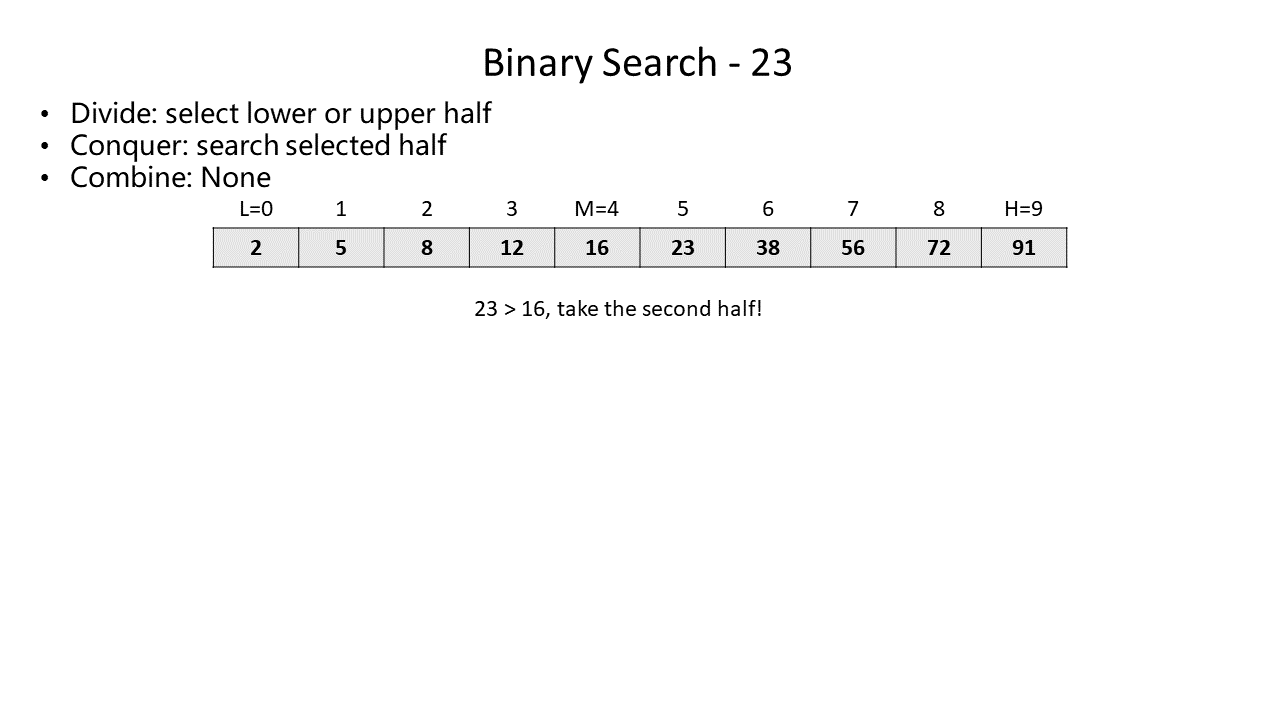 Binary Search - 23
• Divide: select lower or upper half
• Conquer: search selected half
• Combine: None
L=0 1 2 3 M=4 5 6 7 8 H=9
2 5 8 12 16 23 38 56 72 91
23 > 16, take the second half!